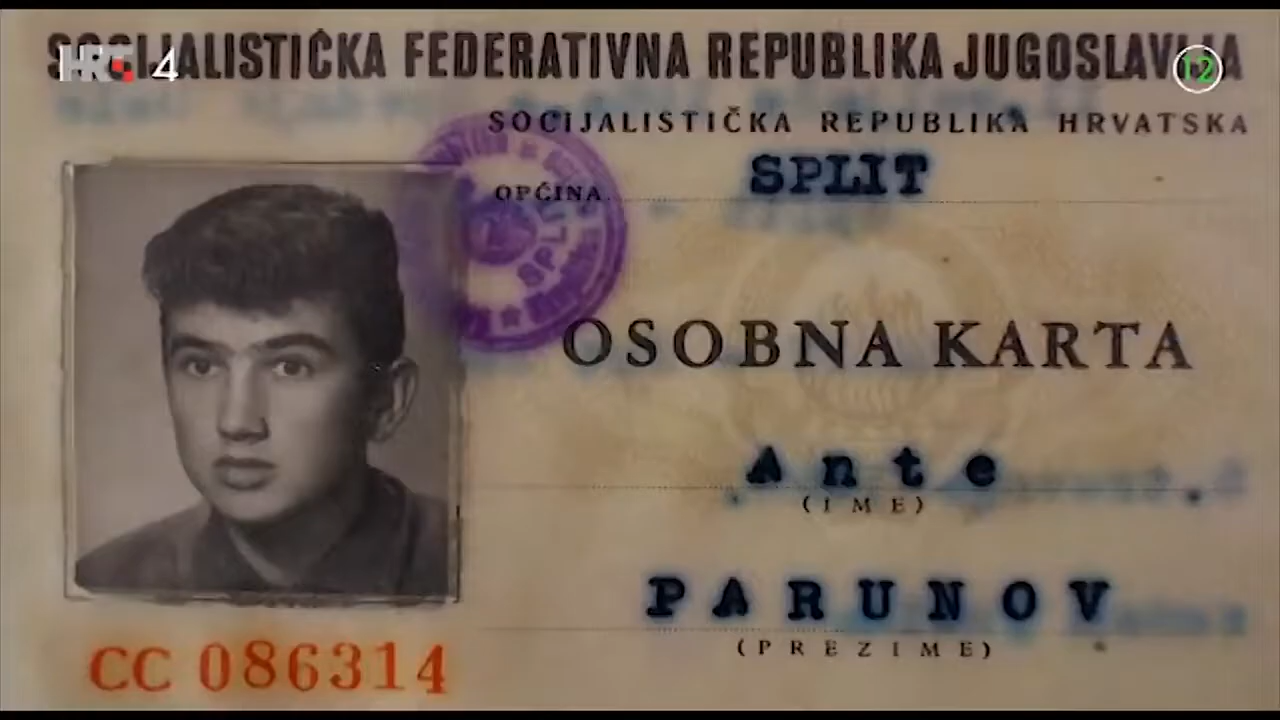 SOCIJALISTIČKA FEDERATIVNA REPUBLIKA JUGOSLAVIJA
HRT 4
12
SOCIJALISTIČKA REPUBLIKA HRVATSKA
OPĆINA SPLIT
SPLIT
OSOBNA KARTA
Ante
(IME)
PARUNOV
(PREZIME)
CC 086314